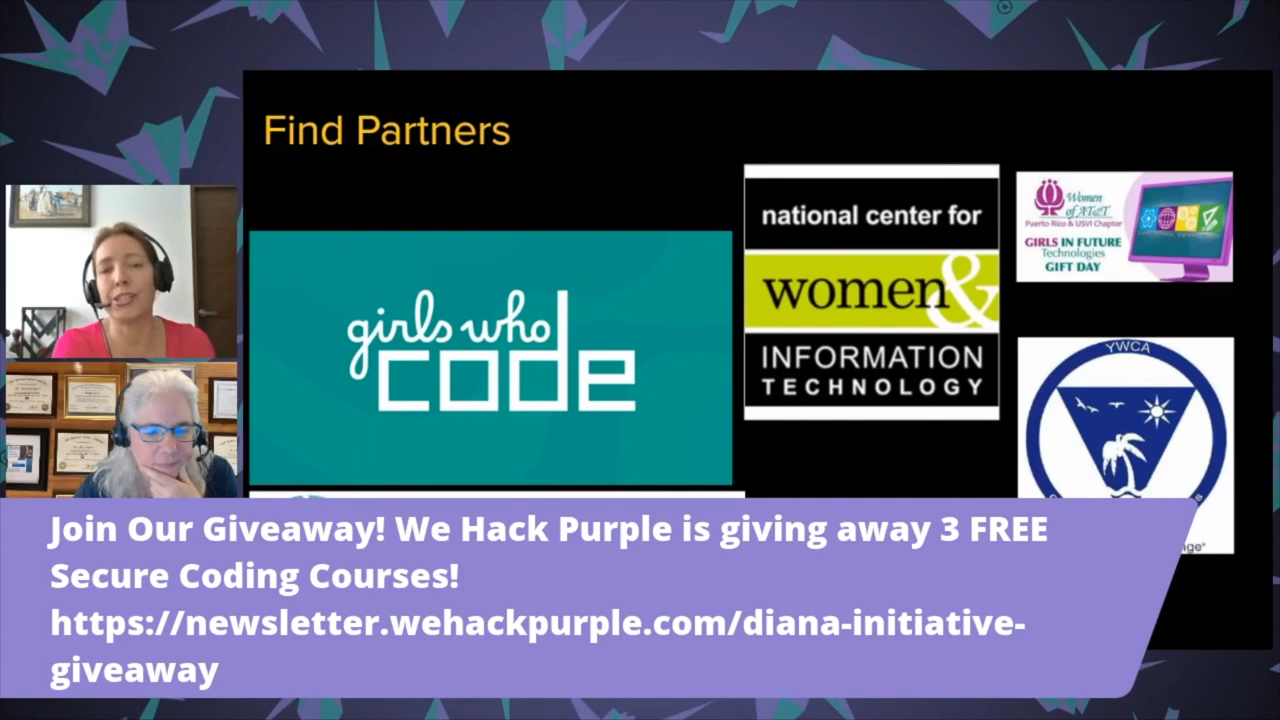 Find Partners
girls who
code
national center for
women &
INFORMATION
TECHNOLOGY
Women
of AT&T
Puerto Rico & USVI Chapter
GIRLS IN FUTURE
Technologies
GIFT DAY
YWCA
Join Our Giveaway! We Hack Purple is giving away 3 FREE
Secure Coding Courses!
https://newsletter.wehackpurple.com/diana-initiative-
giveaway